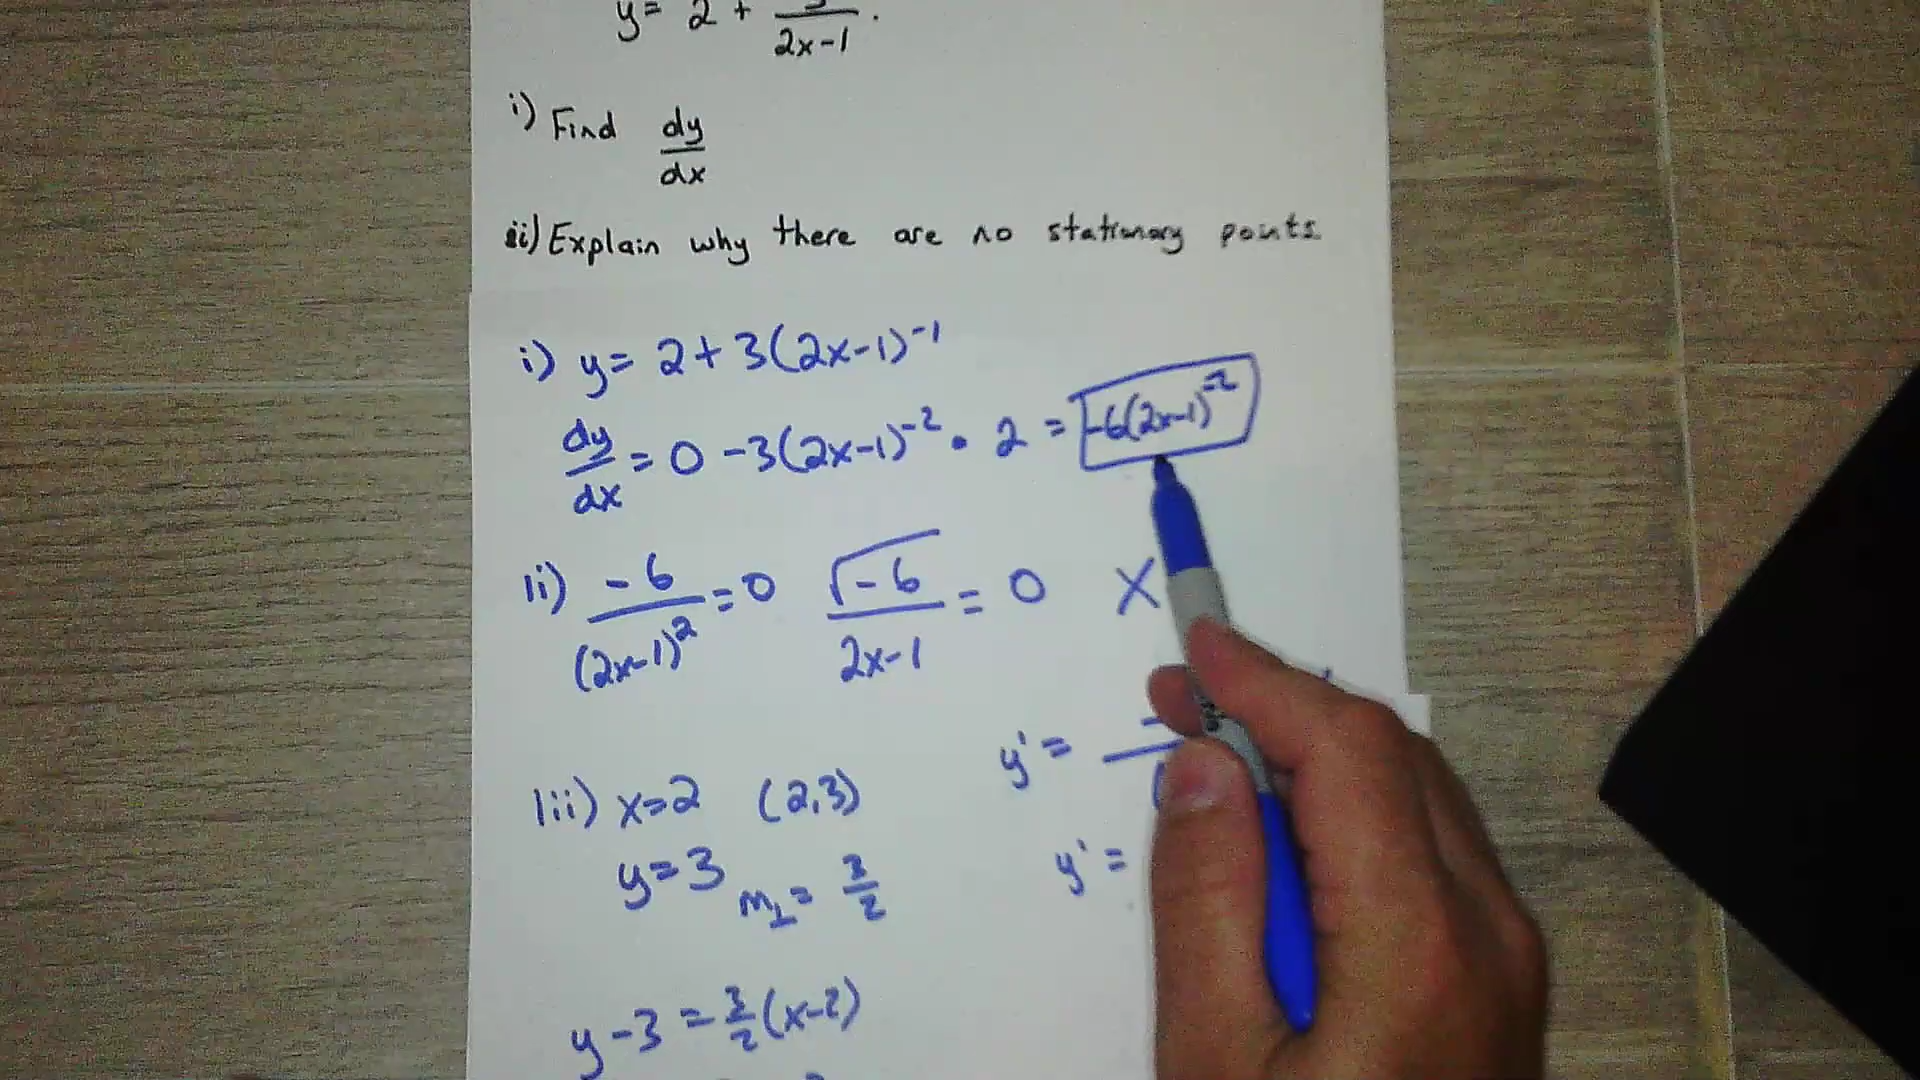 y= 2 + 3/2x-1.
i) Find dy/dx
ii) Explain why there are no stationary points
i) y= 2+3(2x-1)^-1
dy/dx = 0 -3(2x-1)^-2 • 2 = -6(2x-1)^-2
ii) -6/(2x-1)^2 =0 √-6/2x-1 = 0 X
iii) x=2 (2,3) y'=
y=3 m⊥= 3/2 y'=
y-3 = 3/2(x-2)